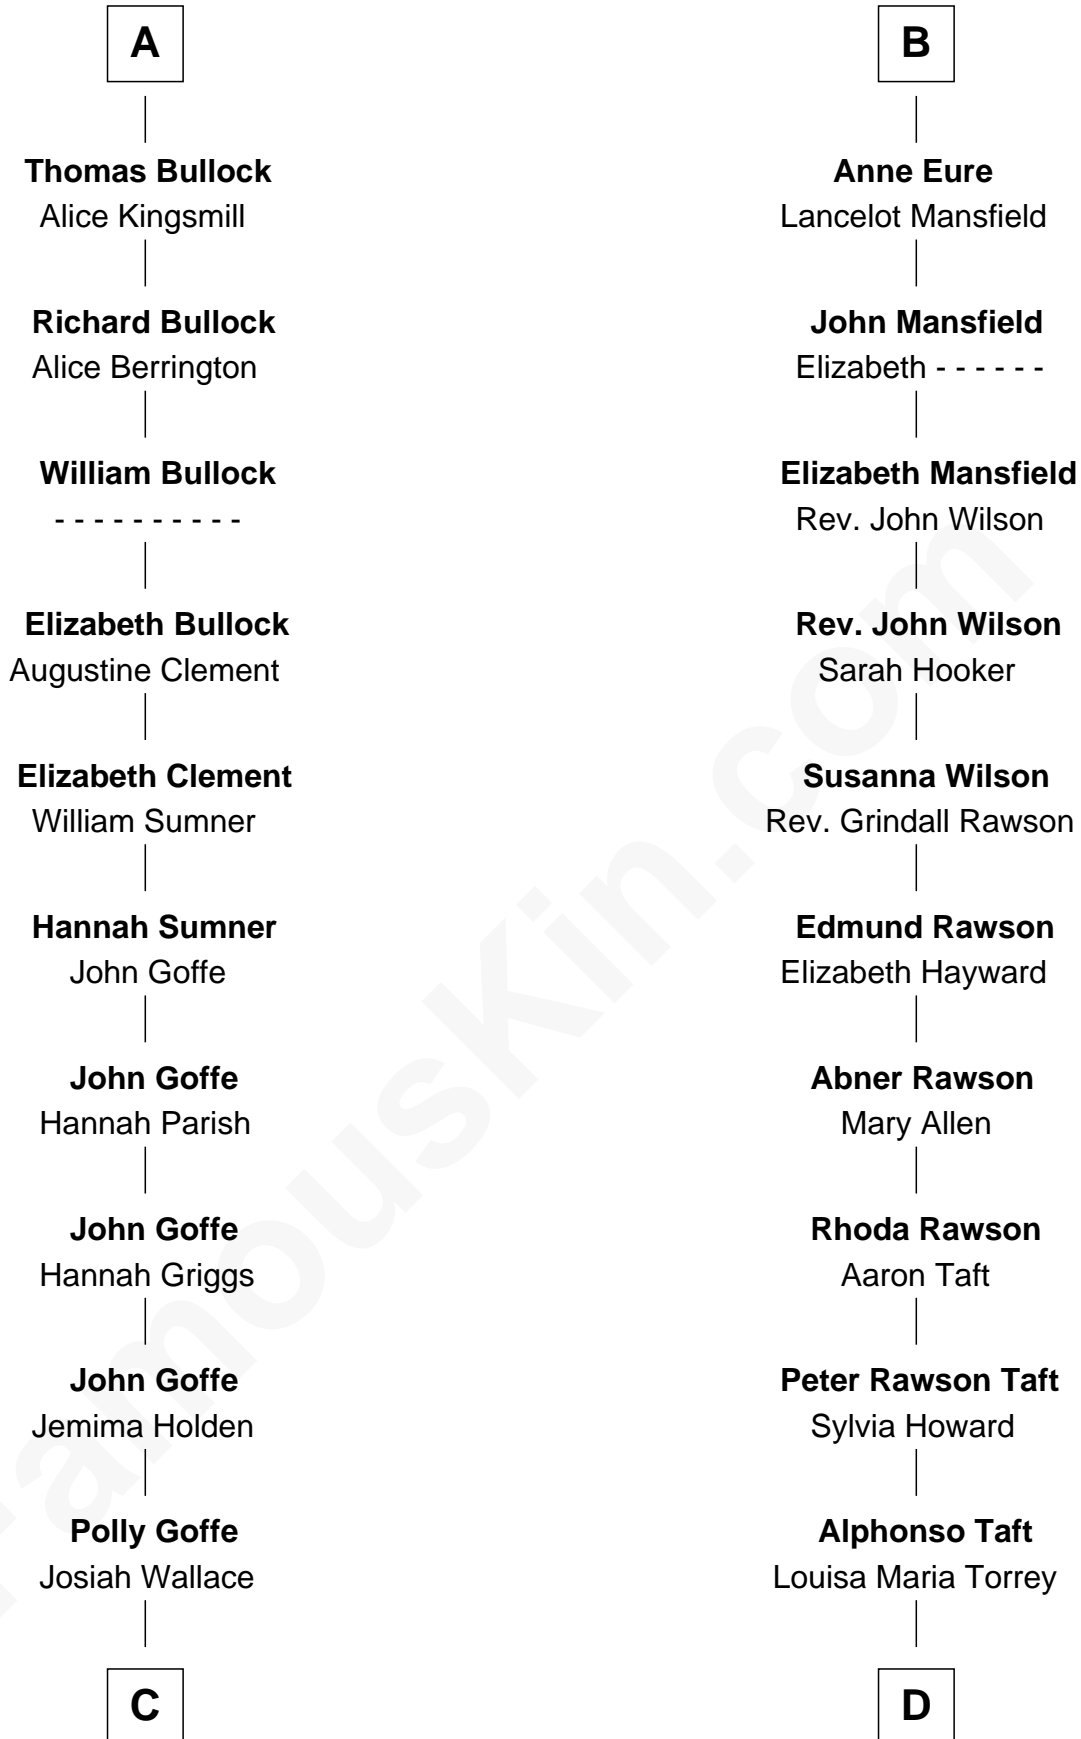 A
Thomas Bullock
Alice Kingsmill
Richard Bullock
Alice Berrington
William Bullock
- - - - - - - - - -
Elizabeth Bullock
Augustine Clement
Elizabeth Clement
William Sumner
Hannah Sumner
John Goffe
John Goffe
Hannah Parish
John Goffe
Hannah Griggs
John Goffe
Jemima Holden
Polly Goffe
Josiah Wallace
C
B
Anne Eure
Lancelot Mansfield
John Mansfield
Elizabeth - - - - - -
Elizabeth Mansfield
Rev. John Wilson
Rev. John Wilson
Sarah Hooker
Susanna Wilson
Rev. Grindall Rawson
Edmund Rawson
Elizabeth Hayward
Abner Rawson
Mary Allen
Rhoda Rawson
Aaron Taft
Peter Rawson Taft
Sylvia Howard
Alphonso Taft
Louisa Maria Torrey
D
FamousKin.com